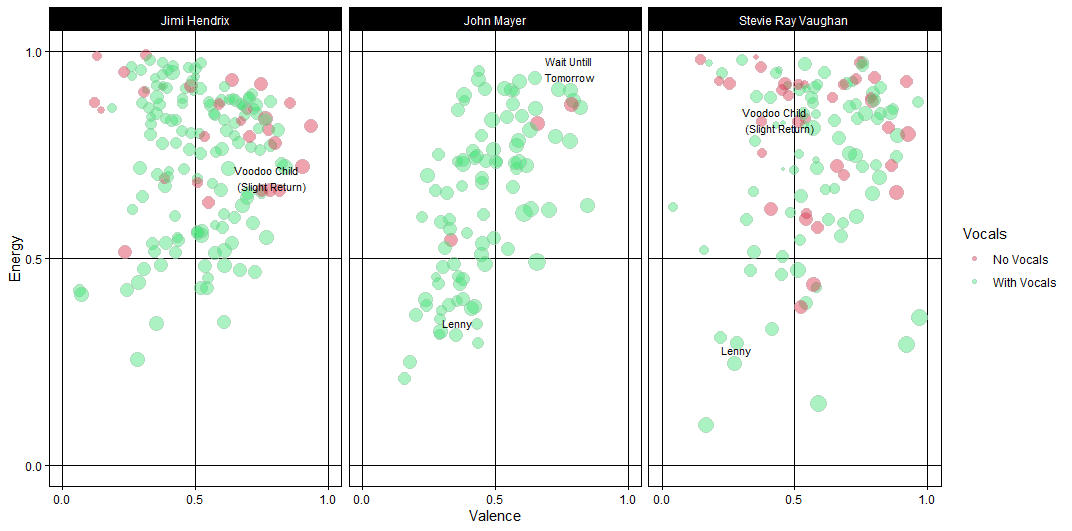 Jimi Hendrix
John Mayer
Stevie Ray Vaughan
1.0
0.5
0.0
Energy
Voodoo Child
(Slight Return)
Wait Untill
Tomorrow
Lenny
Voodoo Child
(Slight Return)
Lenny
0.0 0.5 1.0
0.0 0.5 1.0
0.0 0.5 1.0
Valence
Vocals
No Vocals
With Vocals